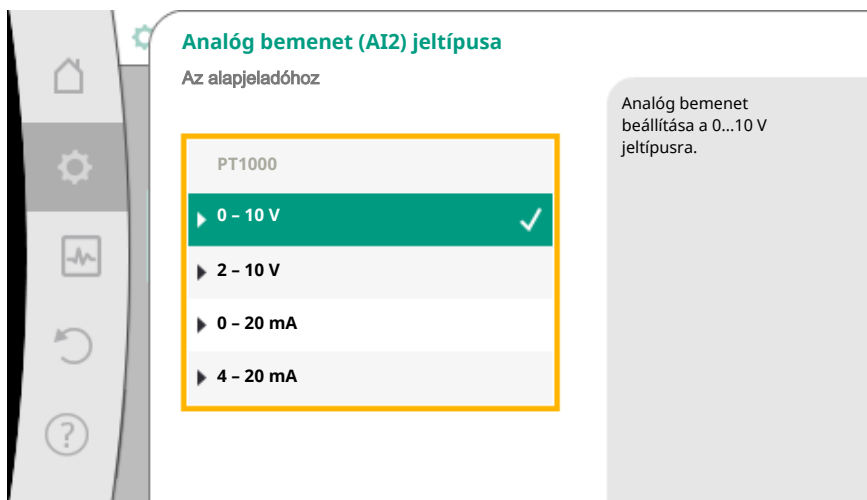 Analóg bemenet (AI2) jeltípusa
Az alapjeladóhoz
PT1000
0 – 10 V
2 – 10 V
0 – 20 mA
4 – 20 mA
Analóg bemenet
beállítása a 0...10 V
jeltípusra.
?